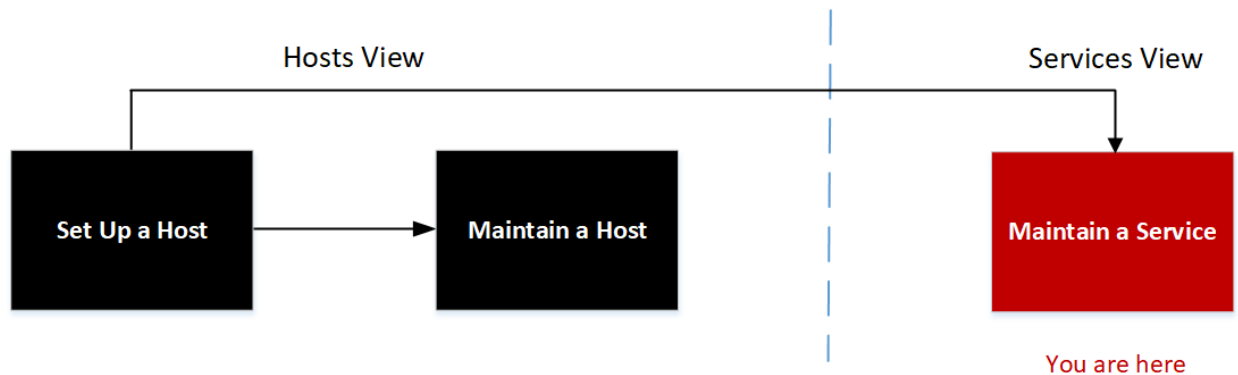 Hosts View
Services View
Set Up a Host
Maintain a Host
Maintain a Service
You are here